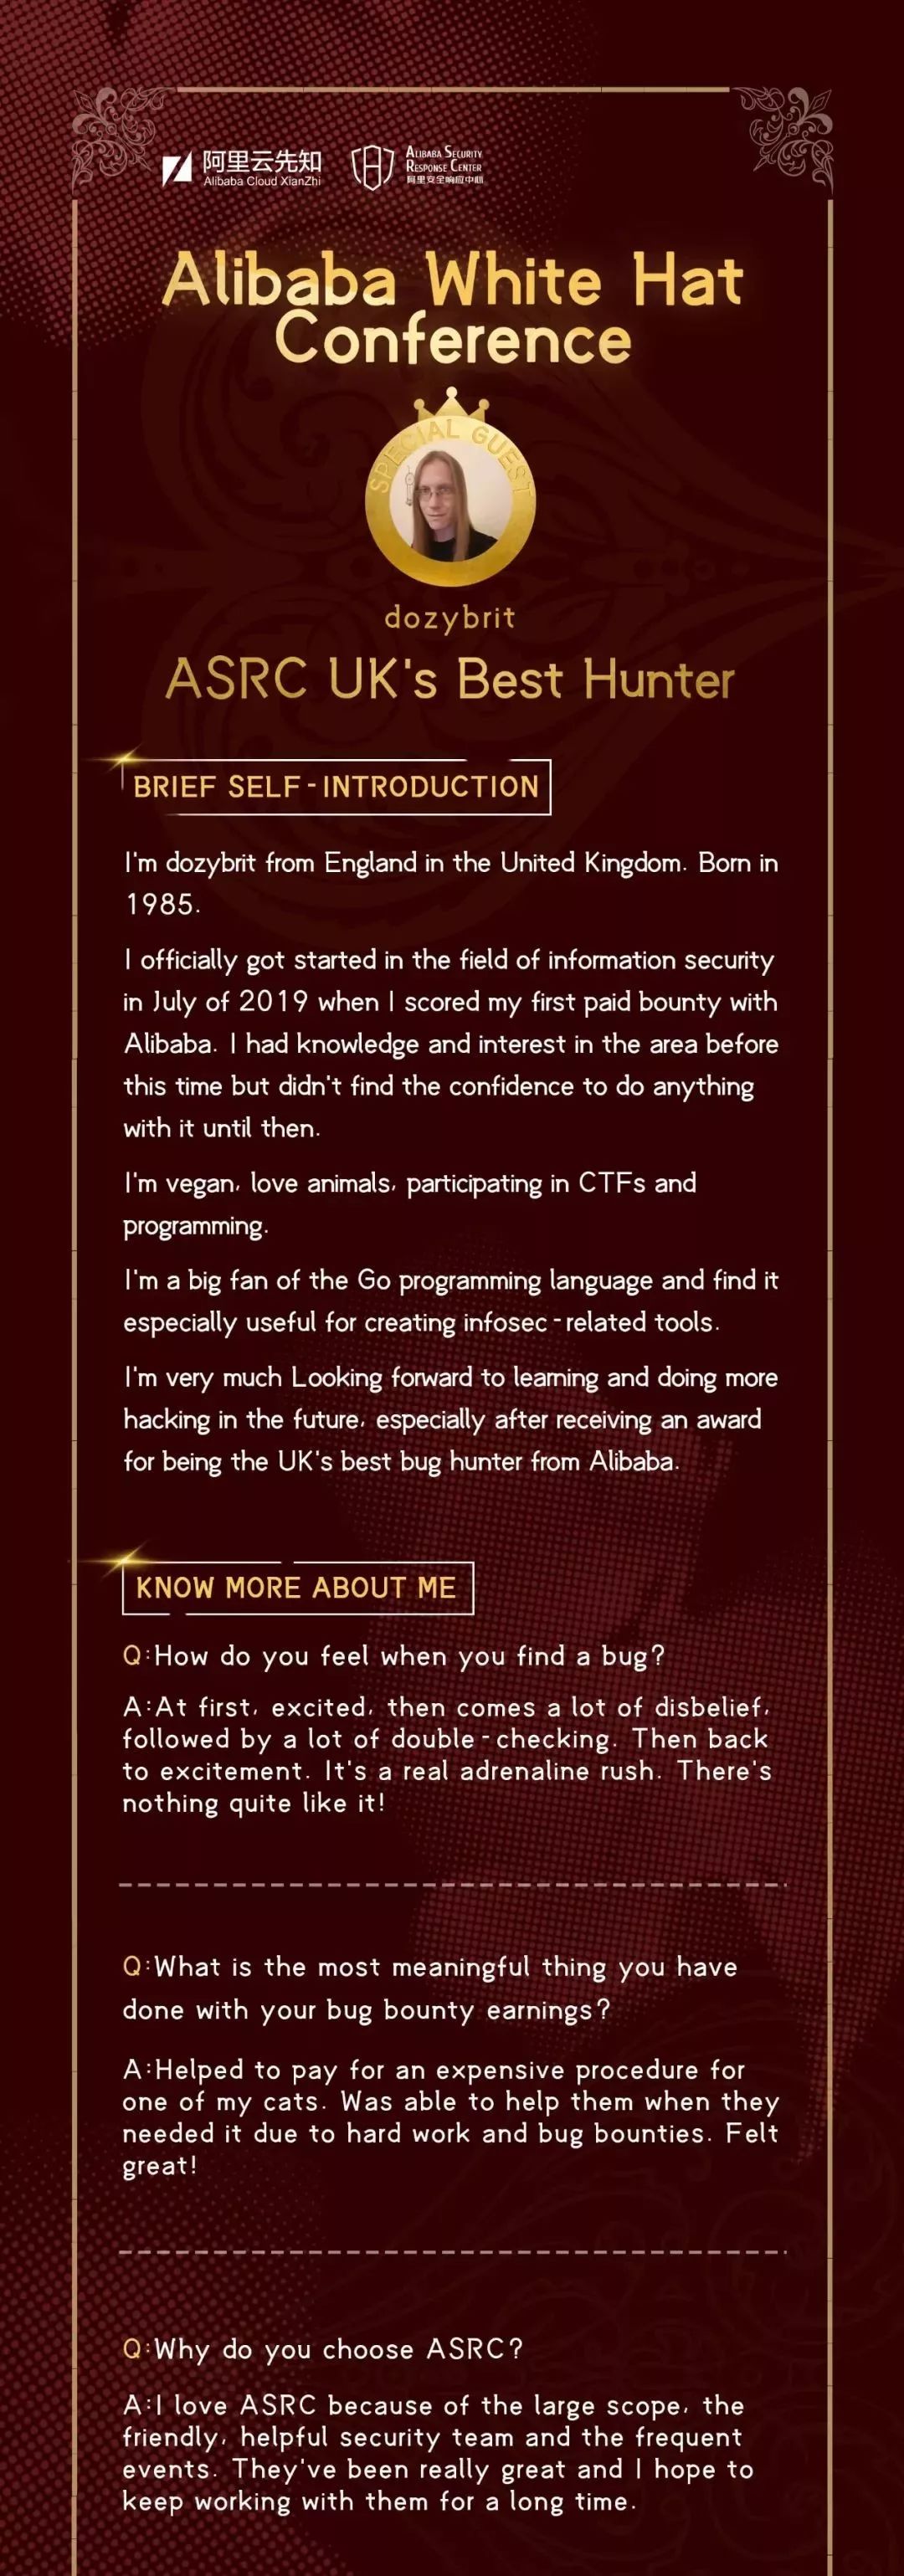 阿里云先知
Alibaba Cloud XianZhi
Alibaba Security
Response Center
阿里安全响应中心
Alibaba White Hat
Conference
SPECIAL GUEST
dozybrit
ASRC UK's Best Hunter
BRIEF SELF-INTRODUCTION
I'm dozybrit from England in the United Kingdom. Born in
1985.
I officially got started in the field of information security
in July of 2019 when I scored my first paid bounty with
Alibaba. I had knowledge and interest in the area before
this time but didn't find the confidence to do anything
with it until then.
I'm vegan, love animals, participating in CTFs and
programming.
I'm a big fan of the Go programming language and find it
especially useful for creating infosec-related tools.
I'm very much Looking forward to learning and doing more
hacking in the future, especially after receiving an award
for being the UK's best bug hunter from Alibaba.
KNOW MORE ABOUT ME
Q:How do you feel when you find a bug?
A:At first, excited, then comes a lot of disbelief,
followed by a lot of double-checking. Then back
to excitement. It's a real adrenaline rush. There's
nothing quite like it!
Q:What is the most meaningful thing you have
done with your bug bounty earnings?
A:Helped to pay for an expensive procedure for
one of my cats. Was able to help them when they
needed it due to hard work and bug bounties. Felt
great!
Q:Why do you choose ASRC?
A:I love ASRC because of the large scope, the
friendly, helpful security team and the frequent
events. They've been really great and I hope to
keep working with them for a long time.